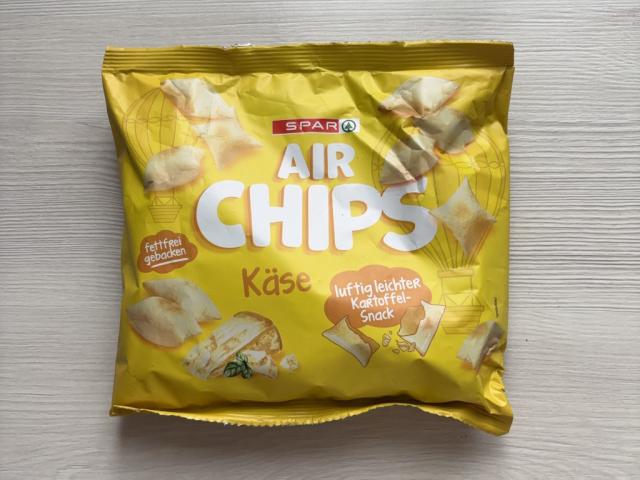 SPAR
AIR
CHIPS
fettfrei
gebacken
Käse
luftig leichter
Kartoffel-
Snack